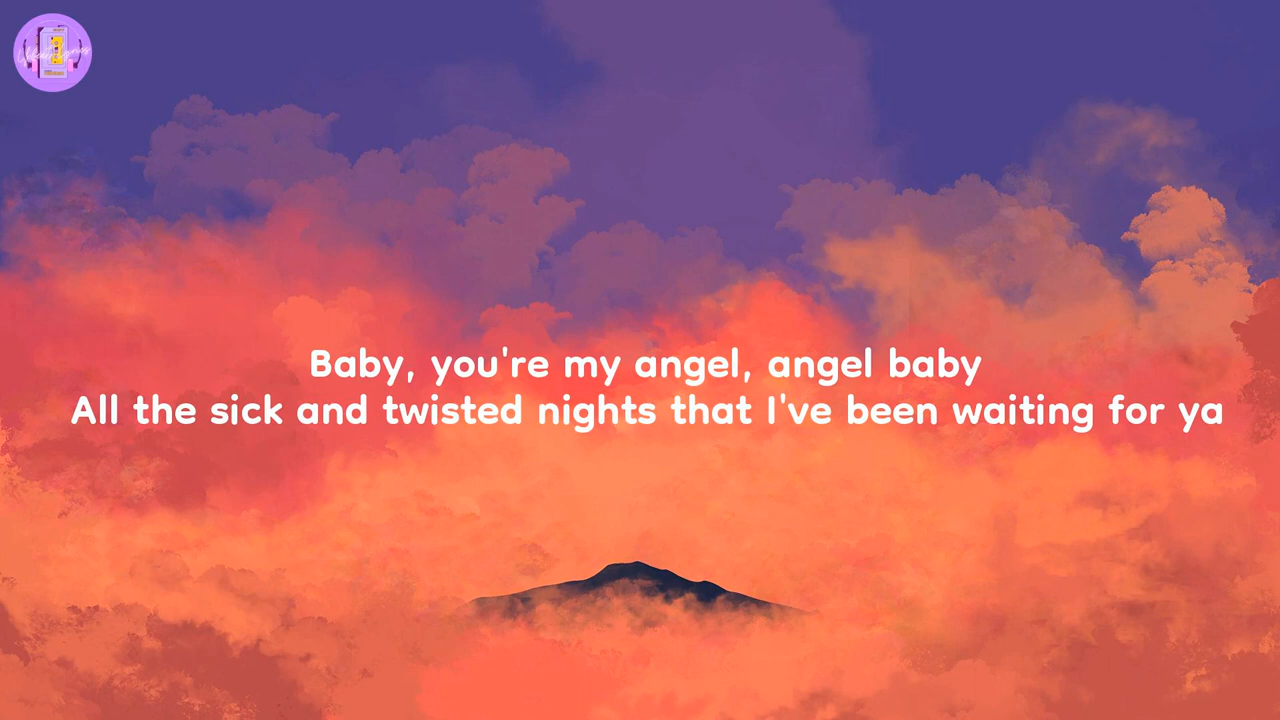 Baby, you're my angel, angel baby
All the sick and twisted nights that I've been waiting for ya